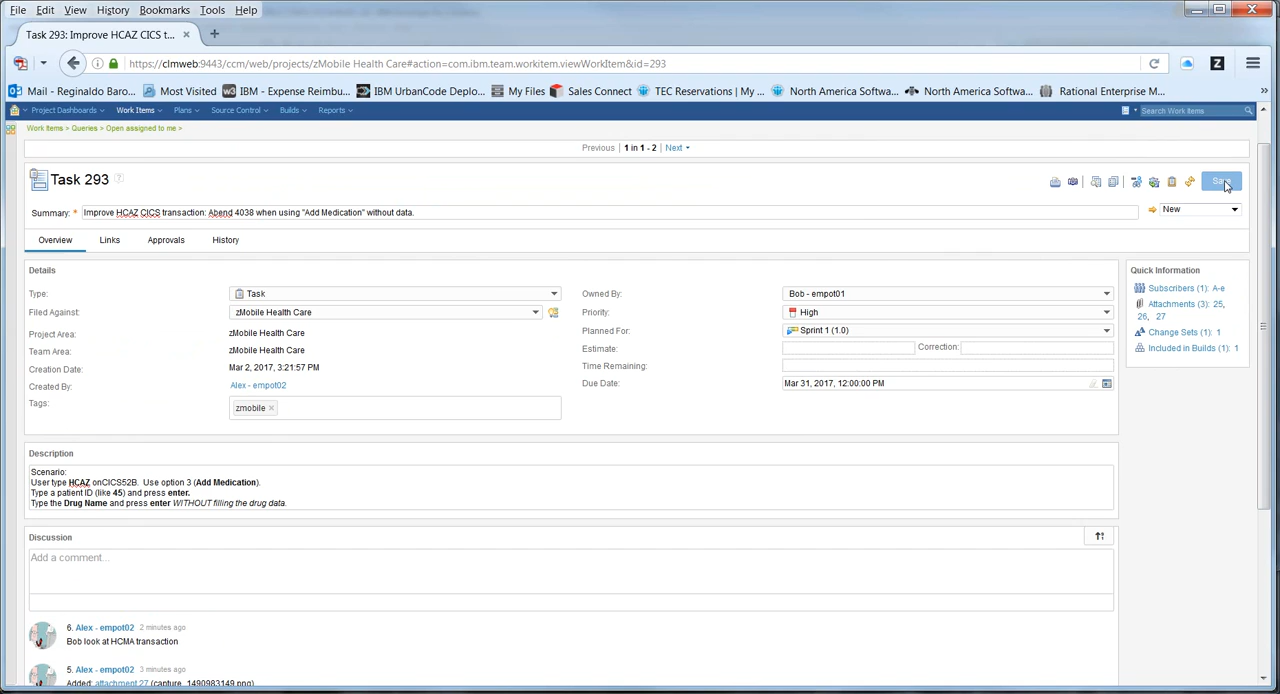 File Edit View History Bookmarks Tools Help
Task 293: Improve HCAZ CICS t... × +
https://clmweb:9443/ccm/web/projects/zMobile Health Care#action=com.ibm.team.workitem.viewWorkItem&id=293
Mail - Reginaldo Baro... Most Visited IBM - Expense Reimbu... IBM UrbanCode Deplo... My Files Sales Connect TEC Reservations | My ... North America Softwa... North America Softwa... Rational Enterprise M... »
Project Dashboards Work Items Plans Source Control Builds Reports Search Work Items
Work Items > Queries > Open assigned to me >
Previous | 1 in 1 - 2 | Next
Task 293 ?
Summary: * Improve HCAZ CICS transaction: Abend 4038 when using "Add Medication" without data. New
Overview Links Approvals History
Details
Type: Task
Filed Against: zMobile Health Care
Project Area: zMobile Health Care
Team Area: zMobile Health Care
Creation Date: Mar 2, 2017, 3:21:57 PM
Created By: Alex - empot02
Tags: zmobile ×
Owned By: Bob - empot01
Priority: High
Planned For: Sprint 1 (1.0)
Estimate: Correction:
Time Remaining:
Due Date: Mar 31, 2017, 12:00:00 PM
Quick Information
Subscribers (1): A-e
Attachments (3): 25,
26, 27
Change Sets (1): 1
Included in Builds (1): 1
Description
Scenario:
User type HCAZ onCICS52B. Use option 3 (Add Medication).
Type a patient ID (like 45) and press enter.
Type the Drug Name and press enter WITHOUT filling the drug data.
Discussion
Add a comment...
6. Alex - empot02 2 minutes ago
Bob look at HCMA transaction
5. Alex - empot02 3 minutes ago
Added: attachment 27 (capture_1490983149.png)